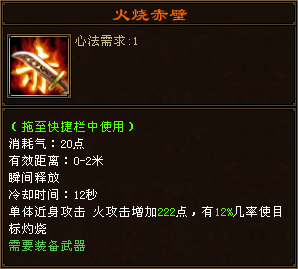 火烧赤壁
心法需求:1
（拖至快捷栏中使用）
消耗气：20点
有效距离：0-2米
瞬间释放
冷却时间：12秒
单体近身攻击 火攻击增加222点，有12%几率使目
标灼烧
需要装备武器